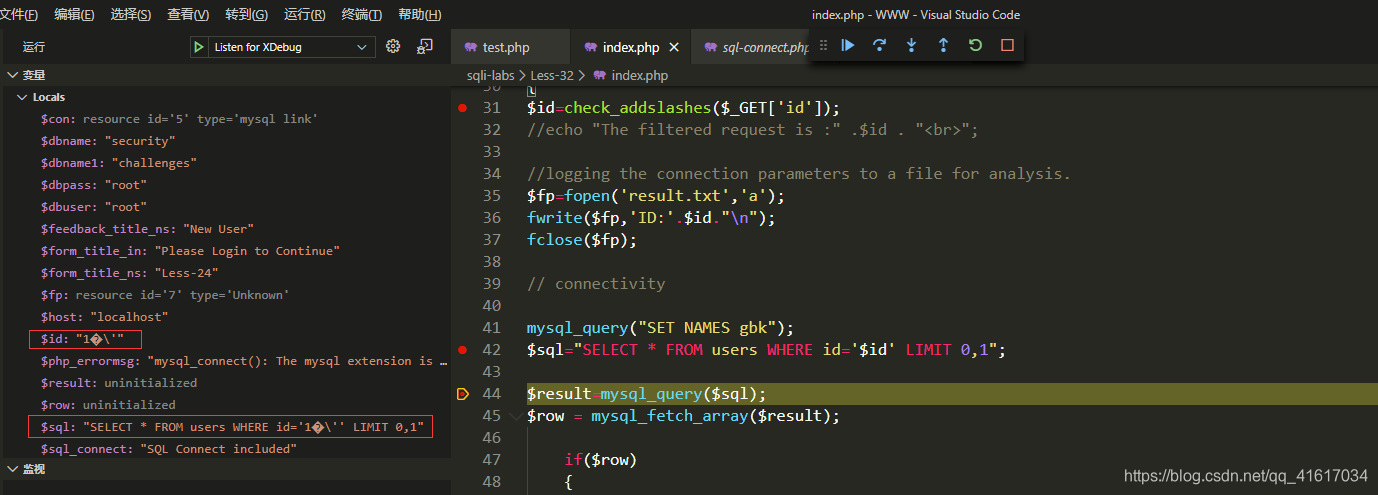 文件(F) 编辑(E) 选择(S) 查看(V) 转到(G) 运行(R) 终端(T) 帮助(H) index.php - WWW - Visual Studio Code
运行 Listen for XDebug
变量
Locals
$con: resource id='5' type='mysql link'
$dbname: "security"
$dbname1: "challenges"
$dbpass: "root"
$dbuser: "root"
$feedback_title_ns: "New User"
$form_title_in: "Please Login to Continue"
$form_title_ns: "Less-24"
$fp: resource id='7' type='Unknown'
$host: "localhost"
$id: "1�\'"
$php_errormsg: "mysql_connect(): The mysql extension is …
$result: uninitialized
$row: uninitialized
$sql: "SELECT * FROM users WHERE id='1�\'' LIMIT 0,1"
$sql_connect: "SQL Connect included"
监视
test.php index.php sql-connect.php
sqli-labs > Less-32 > index.php
30 {
31 $id=check_addslashes($_GET['id']);
32 //echo "The filtered request is :" .$id . "<br>";
33
34 //logging the connection parameters to a file for analysis.
35 $fp=fopen('result.txt','a');
36 fwrite($fp,'ID:'.$id."\n");
37 fclose($fp);
38
39 // connectivity
40
41 mysql_query("SET NAMES gbk");
42 $sql="SELECT * FROM users WHERE id='$id' LIMIT 0,1";
43
44 $result=mysql_query($sql);
45 $row = mysql_fetch_array($result);
46
47 if($row)
48 {
https://blog.csdn.net/qq_41617034